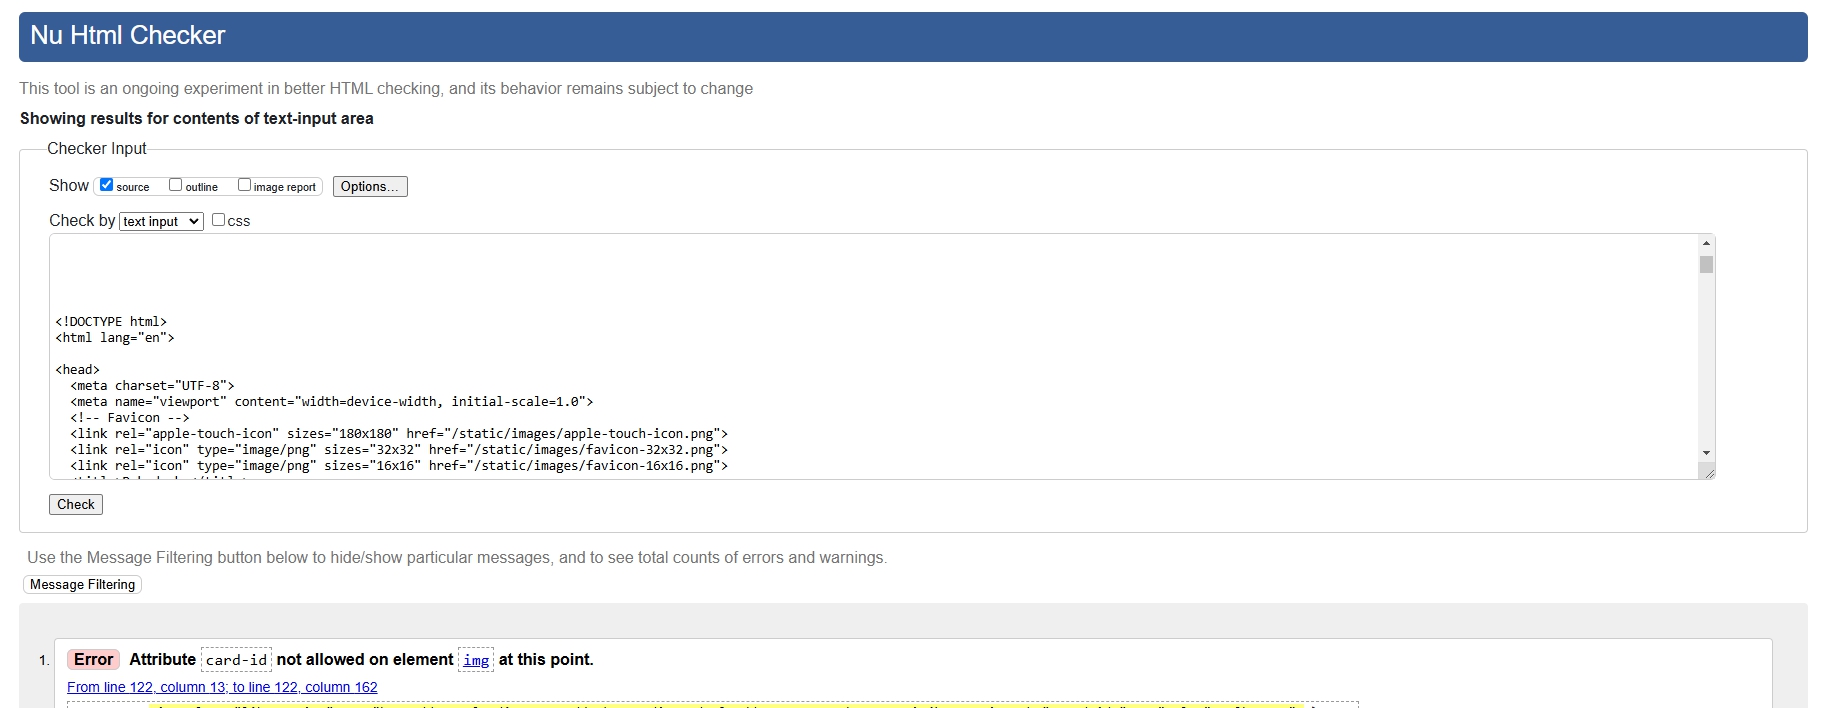 Nu Html Checker
This tool is an ongoing experiment in better HTML checking, and its behavior remains subject to change
Showing results for contents of text-input area
Checker Input
Show source outline image report Options...
Check by text input css
<!DOCTYPE html>
<html lang="en">
<head>
<meta charset="UTF-8">
<meta name="viewport" content="width=device-width, initial-scale=1.0">
<!-- Favicon -->
<link rel="apple-touch-icon" sizes="180x180" href="/static/images/apple-touch-icon.png">
<link rel="icon" type="image/png" sizes="32x32" href="/static/images/favicon-32x32.png">
<link rel="icon" type="image/png" sizes="16x16" href="/static/images/favicon-16x16.png">
Check
Use the Message Filtering button below to hide/show particular messages, and to see total counts of errors and warnings.
Message Filtering
1. Error Attribute card-id not allowed on element img at this point.
From line 122, column 13; to line 122, column 162